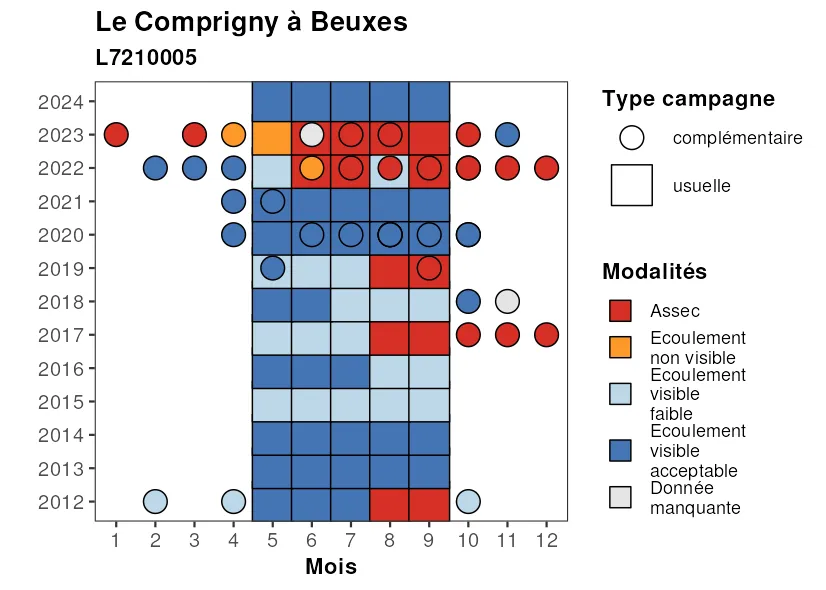 Le Comprigny à Beuxes
L7210005
2024
2023
2022
2021
2020
2019
2018
2017
2016
2015
2014
2013
2012
1 2 3 4 5 6 7 8 9 10 11 12
Mois
Type campagne
complémentaire
usuelle
Modalités
Assec
Ecoulement
non visible
Ecoulement
visible
faible
Ecoulement
visible
acceptable
Donnée
manquante